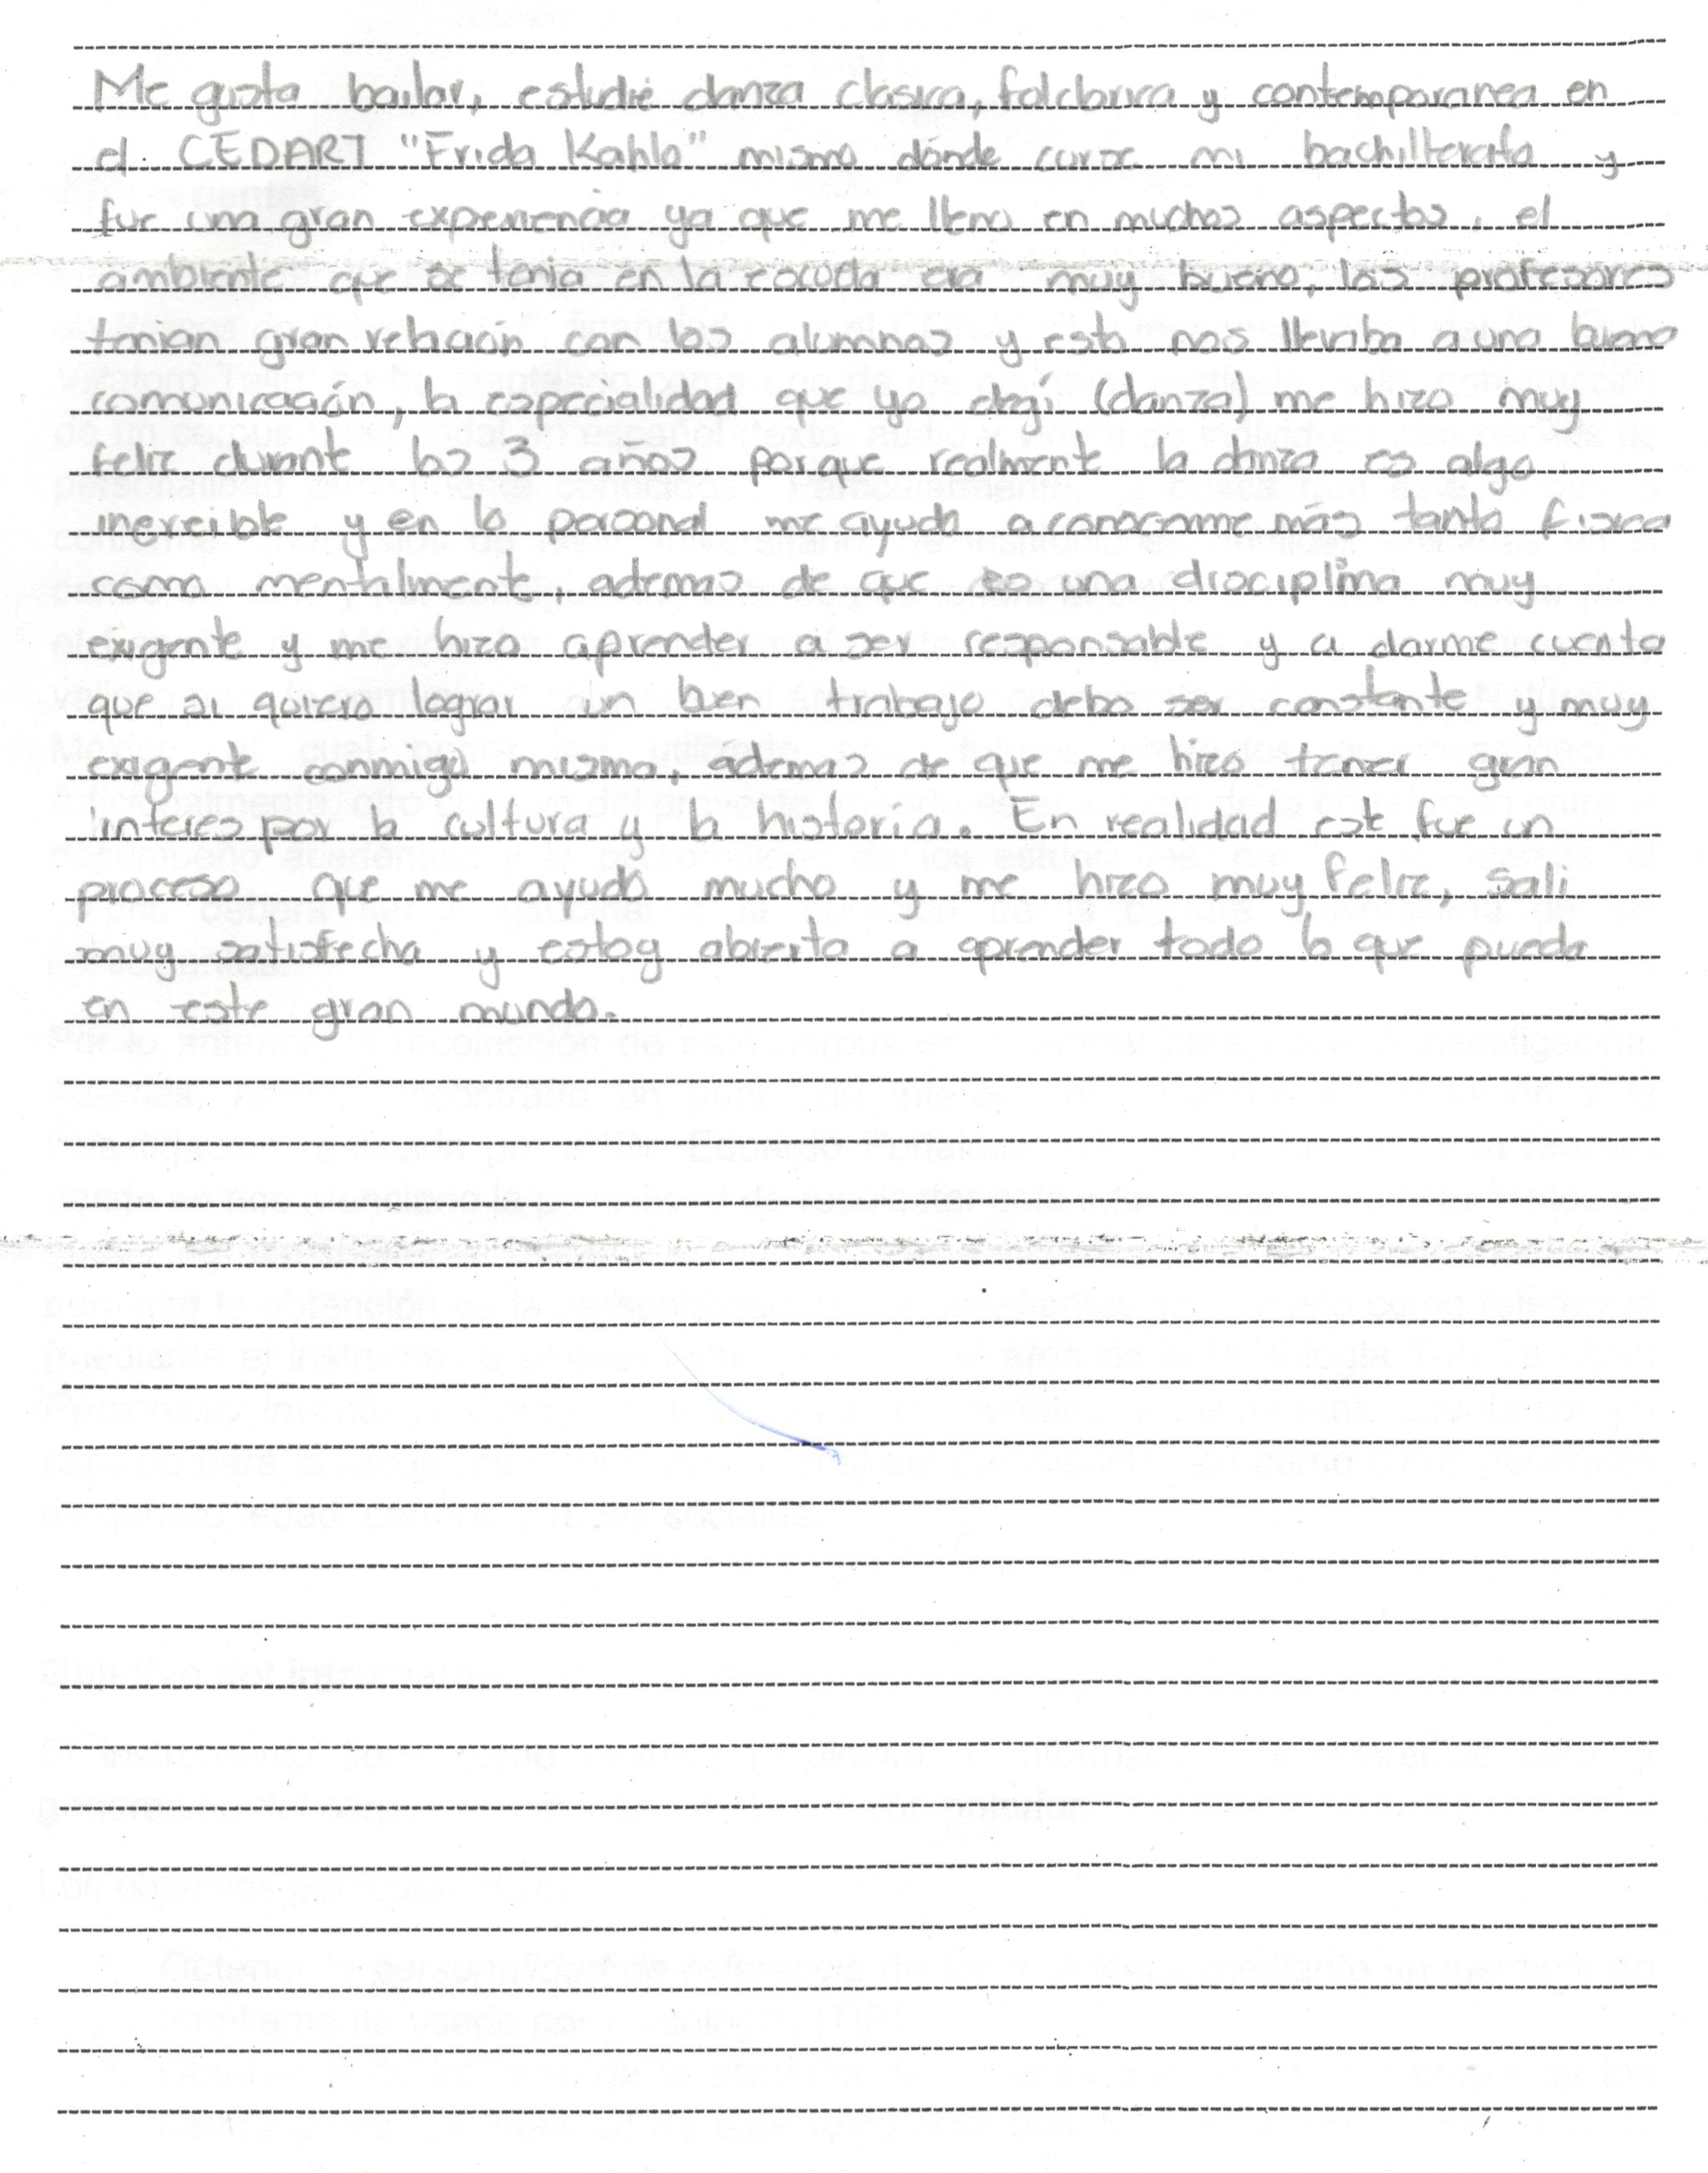 Me gusta bailar, estudié danza clásica, folclorica y contemporanea en
el CEDART "Frida Kahlo" mismo dónde curse mi bachillerato y
fue una gran experiencia ya que me lleno en muchos aspectos, el
ambiente que se tenia en la escuela era muy bueno, los profesores
tenian gran relación con los alumnos y esto nos llevaba a una buena
comunicación, la especialidad que yo elegí (danza) me hizo muy
feliz durante los 3 años porque realmente la danza es algo
increible y en lo personal me ayudo a conocerme más tanto fisica
como mentalmente, ademas de que es una disciplina muy
exigente y me hizo aprender a ser responsable y a darme cuenta
que si quiero lograr un buen trabajo debo ser constante y muy
exigente conmigo misma, ademas de que me hizo tener gran
interes por la cultura y la historia. En realidad este fue un
proceso que me ayudó mucho y me hizo muy feliz, sali
muy satisfecha y estoy abierta a aprender todo lo que pueda
en este gran mundo.